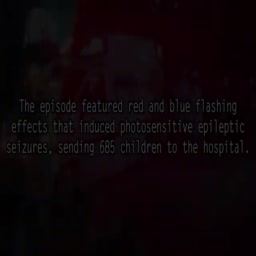 The episode featured red and blue flashing
effects that induced photosensitive epileptic
seizures, sending 685 children to the hospital.